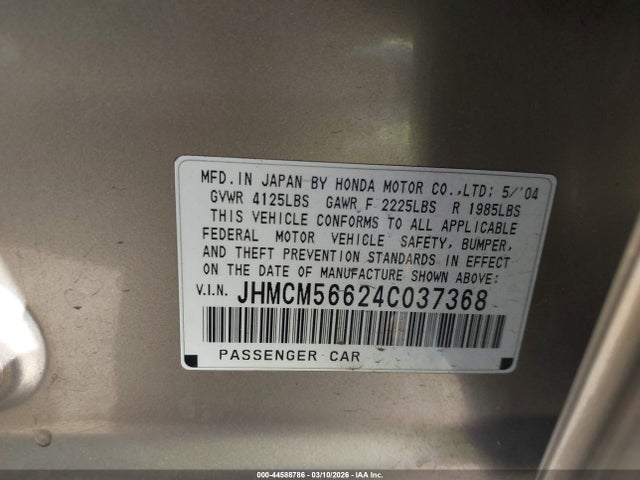 MFD. IN JAPAN BY HONDA MOTOR CO.,LTD; 5/'04
GVWR 4125LBS GAWR F 2225LBS R 1985LBS
THIS VEHICLE CONFORMS TO ALL APPLICABLE
FEDERAL MOTOR VEHICLE SAFETY, BUMPER,
AND THEFT PREVENTION STANDARDS IN EFFECT
ON THE DATE OF MANUFACTURE SHOWN ABOVE:
V.I.N. JHMCM56624C037368
PASSENGER CAR
000-44588786 - 03/10/2026 - IAA Inc.